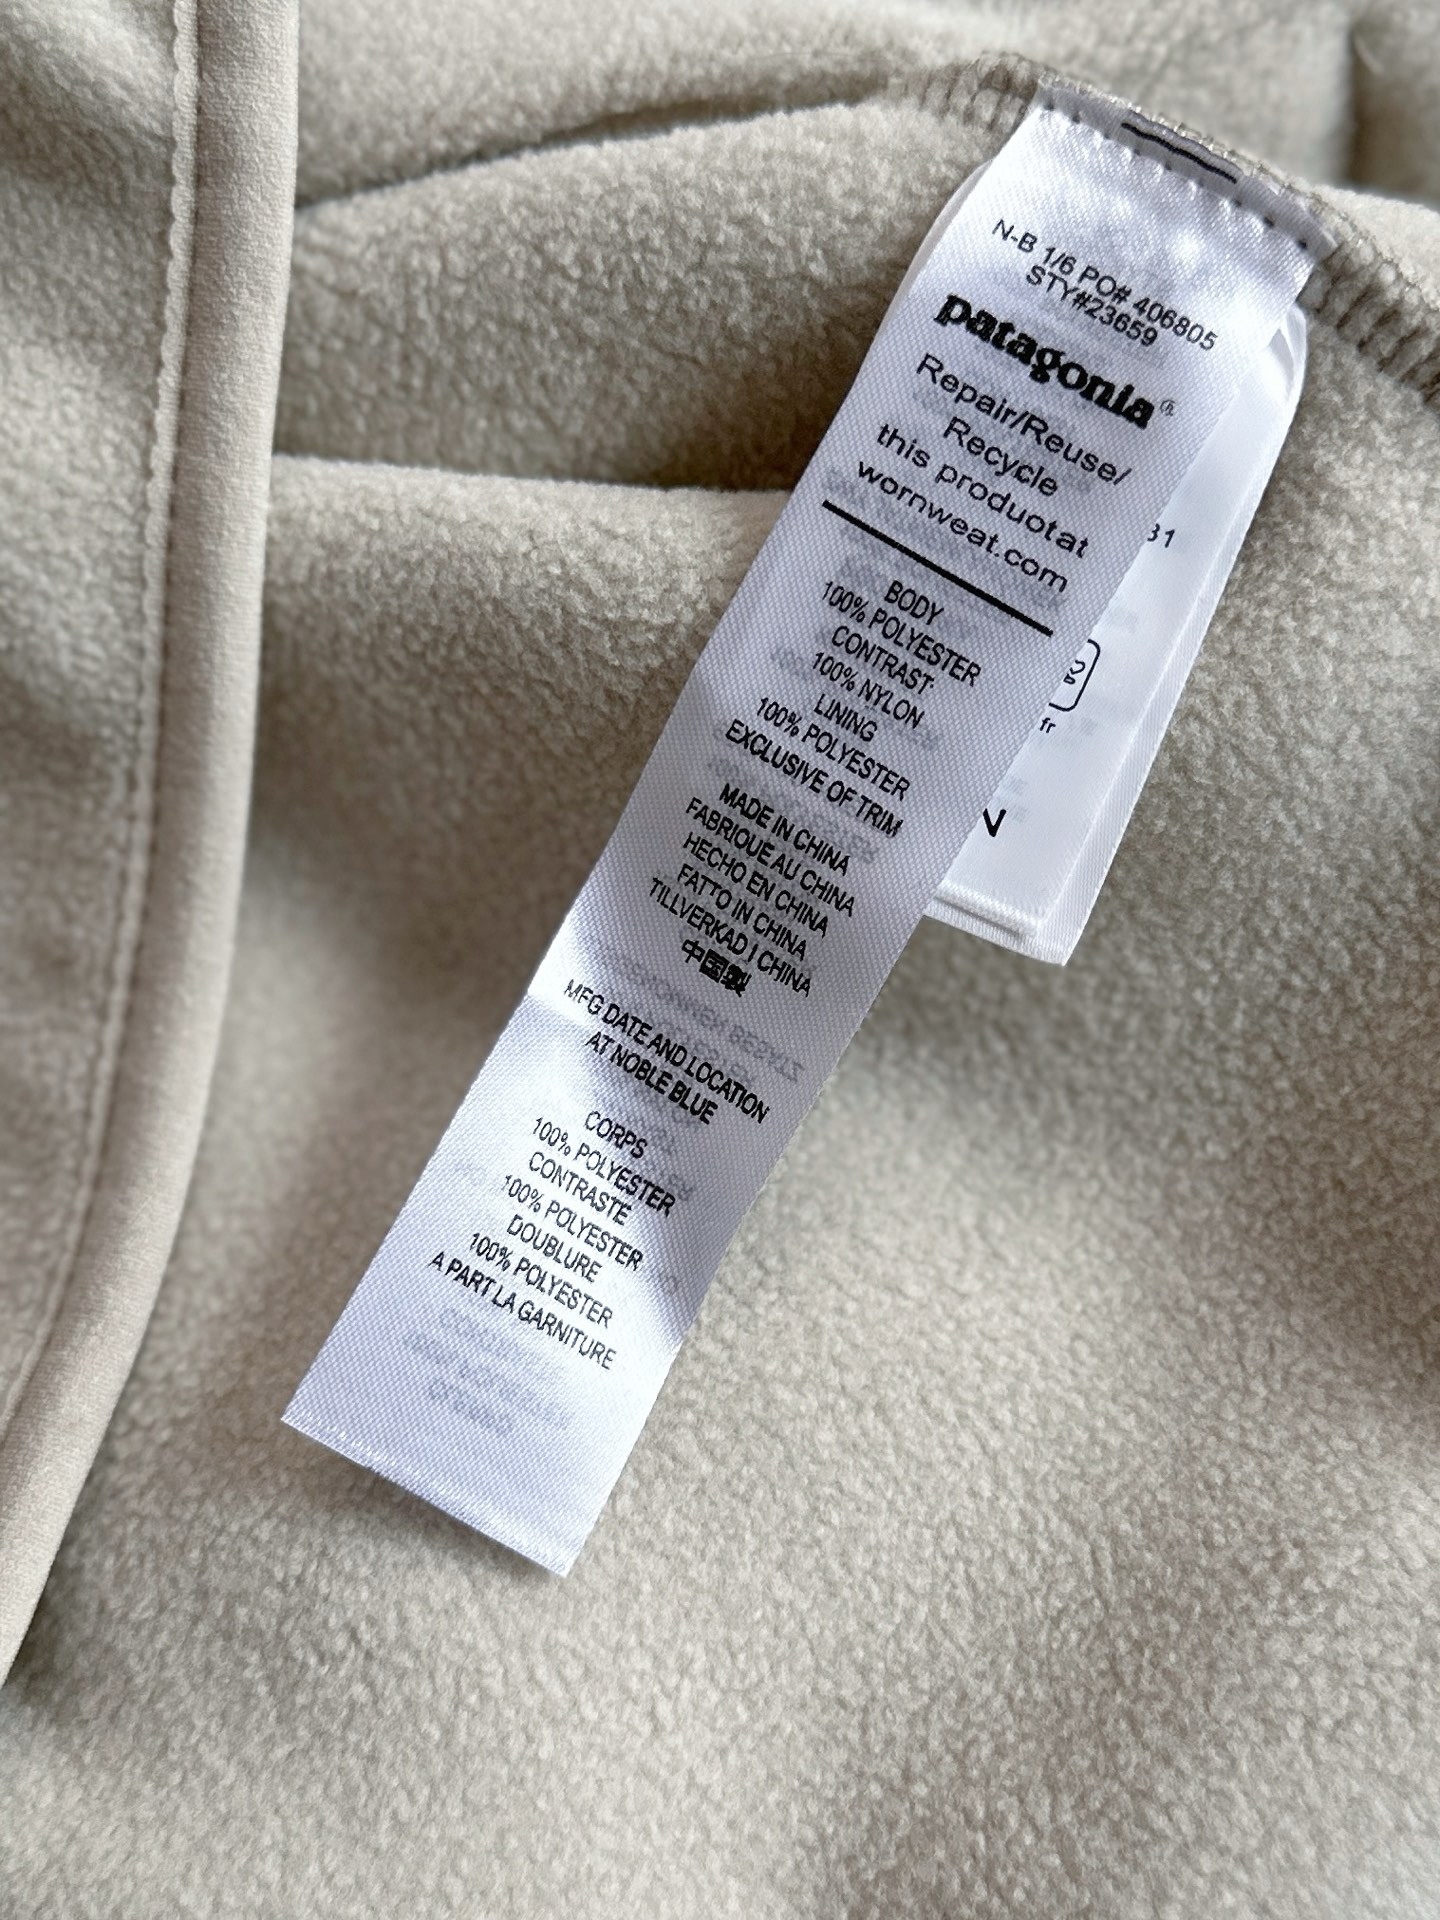 N-B 1/6 PO# 406805
STY#23659
patagonia®
Repair/Reuse/
Recycle
this produotat
wornweat.com
BODY
100% POLYESTER
CONTRAST
100% NYLON
LINING
100% POLYESTER
EXCLUSIVE OF TRIM
MADE IN CHINA
FABRIQUE AU CHINA
HECHO EN CHINA
FATTO IN CHINA
TILLVERKAD I CHINA
中国製
MFG DATE AND LOCATION
AT NOBLE BLUE
CORPS
100% POLYESTER
CONTRASTE
100% POLYESTER
DOUBLURE
100% POLYESTER
A PART LA GARNITURE
31
fr